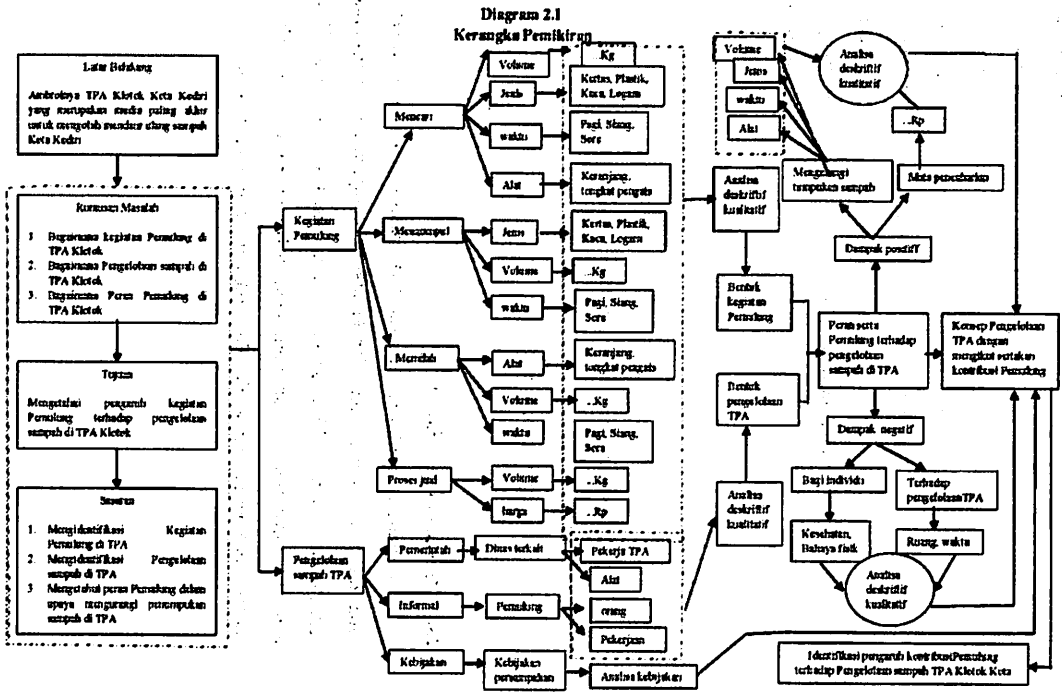 Diagram 2.1
Kerangka Pemikiran
Latar Belakang
TPA Klotok Kota Kediri
yang merupakan media paling akhir
untuk mengolah mendaur ulang sampah
Kota Kediri
Rumusan Masalah
1. Bagaimana kegiatan Pemulung di
TPA Klotok
2. Bagaimana Pengelolaan sampah di
TPA Klotok
3. Bagaimana Peran Pemulung di
TPA Klotok
Tujuan
Mengetahui pengaruh kegiatan
Pemulung terhadap pengelolaan
sampah di TPA Klotok
Sasaran
1. Mengidentifikasi Kegiatan
Pemulung di TPA
2. Mengidentifikasi Pengelolaan
sampah di TPA
3 Mengetahui peran Pemulung dalam
upaya mengurangi penumpukan
sampah di TPA
Kegiatan
Pemulung
Pengelolaan
sampah TPA
Mencari
Mengumpul
Memilah
Proses jual
Volume
Jenis
waktu
Alat
Jenis
Volume
waktu
Alat
Volume
waktu
Volume
harga
..Kg
Kertas, Plastik,
Kaca, Logam
Pagi, Siang,
Sore
Keranjang,
tongkat pengais
Kertas, Plastik,
Kaca, Logam
..Kg
Pagi, Siang,
Sore
Keranjang,
tongkat pengais
..Kg
Pagi, Siang,
Sore
..Kg
..Rp
Pemerintah
Dinas terkait
Pekerja TPA
Alat
Informal
Pemulung
orang
Pekerjaan
Kebijakan
Kebijakan
persampahan
Analisa kebijakan
Analisa
deskriftif
kualitatif
Bentuk
kegiatan
Pemulung
Bentuk
pengelolaan
TPA
Analisa
deskriftif
kualitatif
Volume
Jenis
waktu
Alat
Analisa
deskriftif
kualitatif
..Rp
Mengurangi
tumpukan sampah
Mata pencaharian
Dampak positif
Peran serta
Pemulung terhadap
pengelolaan
sampah di TPA
Konsep Pengelolaan
TPA dengan
mengikut sertakan
kontribusi Pemulung
Dampak negatif
Bagi individu
Terhadap
pengelolaan TPA
Kesehatan,
Bahaya fisik
Ruang, waktu
Analisa
deskriftif
kualitatif
Identifikasi pengaruh kontribusi Pemulung
terhadap Pengelolaan sampah TPA Klotok Kota